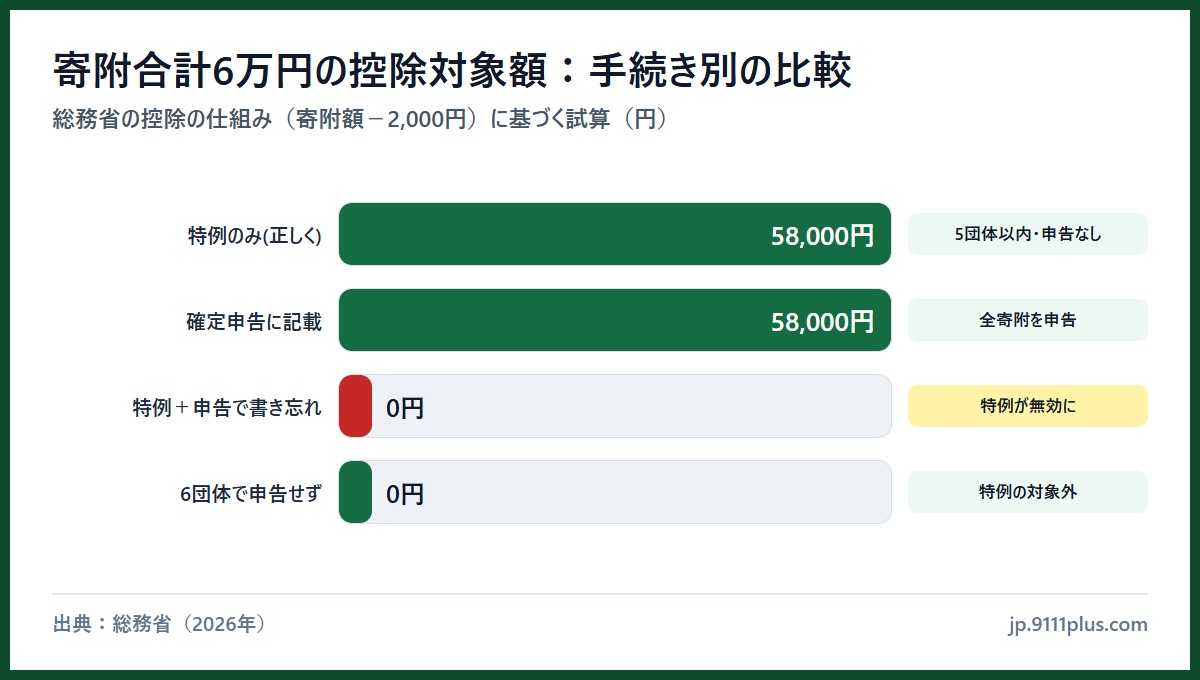 寄附合計6万円の控除対象額：手続き別の比較
総務省の控除の仕組み（寄附額－2,000円）に基づく試算（円）
特例のみ(正しく) 58,000円 5団体以内・申告なし
確定申告に記載 58,000円 全寄附を申告
特例＋申告で書き忘れ 0円 特例が無効に
6団体で申告せず 0円 特例の対象外
出典：総務省（2026年） jp.9111plus.com